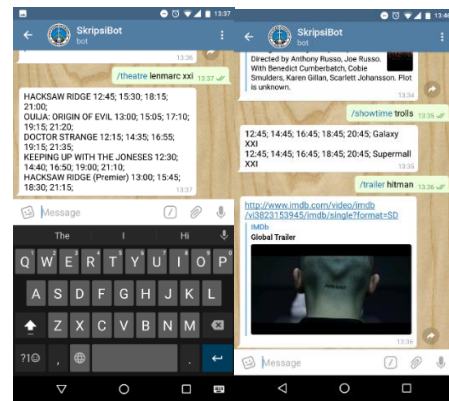 13:37
SkripsiBot
bot
13:36
/theatre lenmarc xxi 13:37
HACKSAW RIDGE 12:45; 15:30; 18:15;
21:00;
OUIJA: ORIGIN OF EVIL 13:00; 15:05; 17:10;
19:15; 21:20;
DOCTOR STRANGE 12:15; 14:35; 16:55;
19:15; 21:35;
KEEPING UP WITH THE JONESES 12:30;
14:40; 16:50; 19:00; 21:10;
HACKSAW RIDGE (Premier) 13:00; 15:45;
18:30; 21:15;
13:37
Message
The I Hi
Q W E R T Y U I O P
A S D F G H J K L
Z X C V B N M
?1☺ , .
SkripsiBot
bot
Directed by Anthony Russo, Joe Russo.
With Benedict Cumberbatch, Cobie
Smulders, Karen Gillan, Scarlett Johansson. Plot
is unknown.
13:34
/showtime trolls 13:35
12:45; 14:45; 16:45; 18:45; 20:45; Galaxy
XXI
12:45; 14:45; 16:45; 18:45; 20:45; Supermall
XXI
13:35
/trailer hitman 13:36
http://www.imdb.com/video/imdb
/vi3823153945/imdb/single?format=SD
IMDb
Global Trailer
13:36
Message